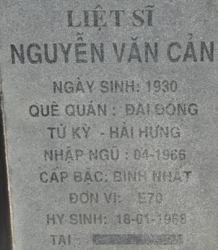 LIỆT SĨ
NGUYỄN VĂN CẢN
NGÀY SINH: 1930
QUÊ QUÁN : ĐẠI ĐỒNG
TỨ KỲ - HẢI HƯNG
NHẬP NGŨ : 04-1966
CẤP BẬC: BINH NHẤT
ĐƠN VỊ: E70
HY SINH: 18-01-1968
TẠI